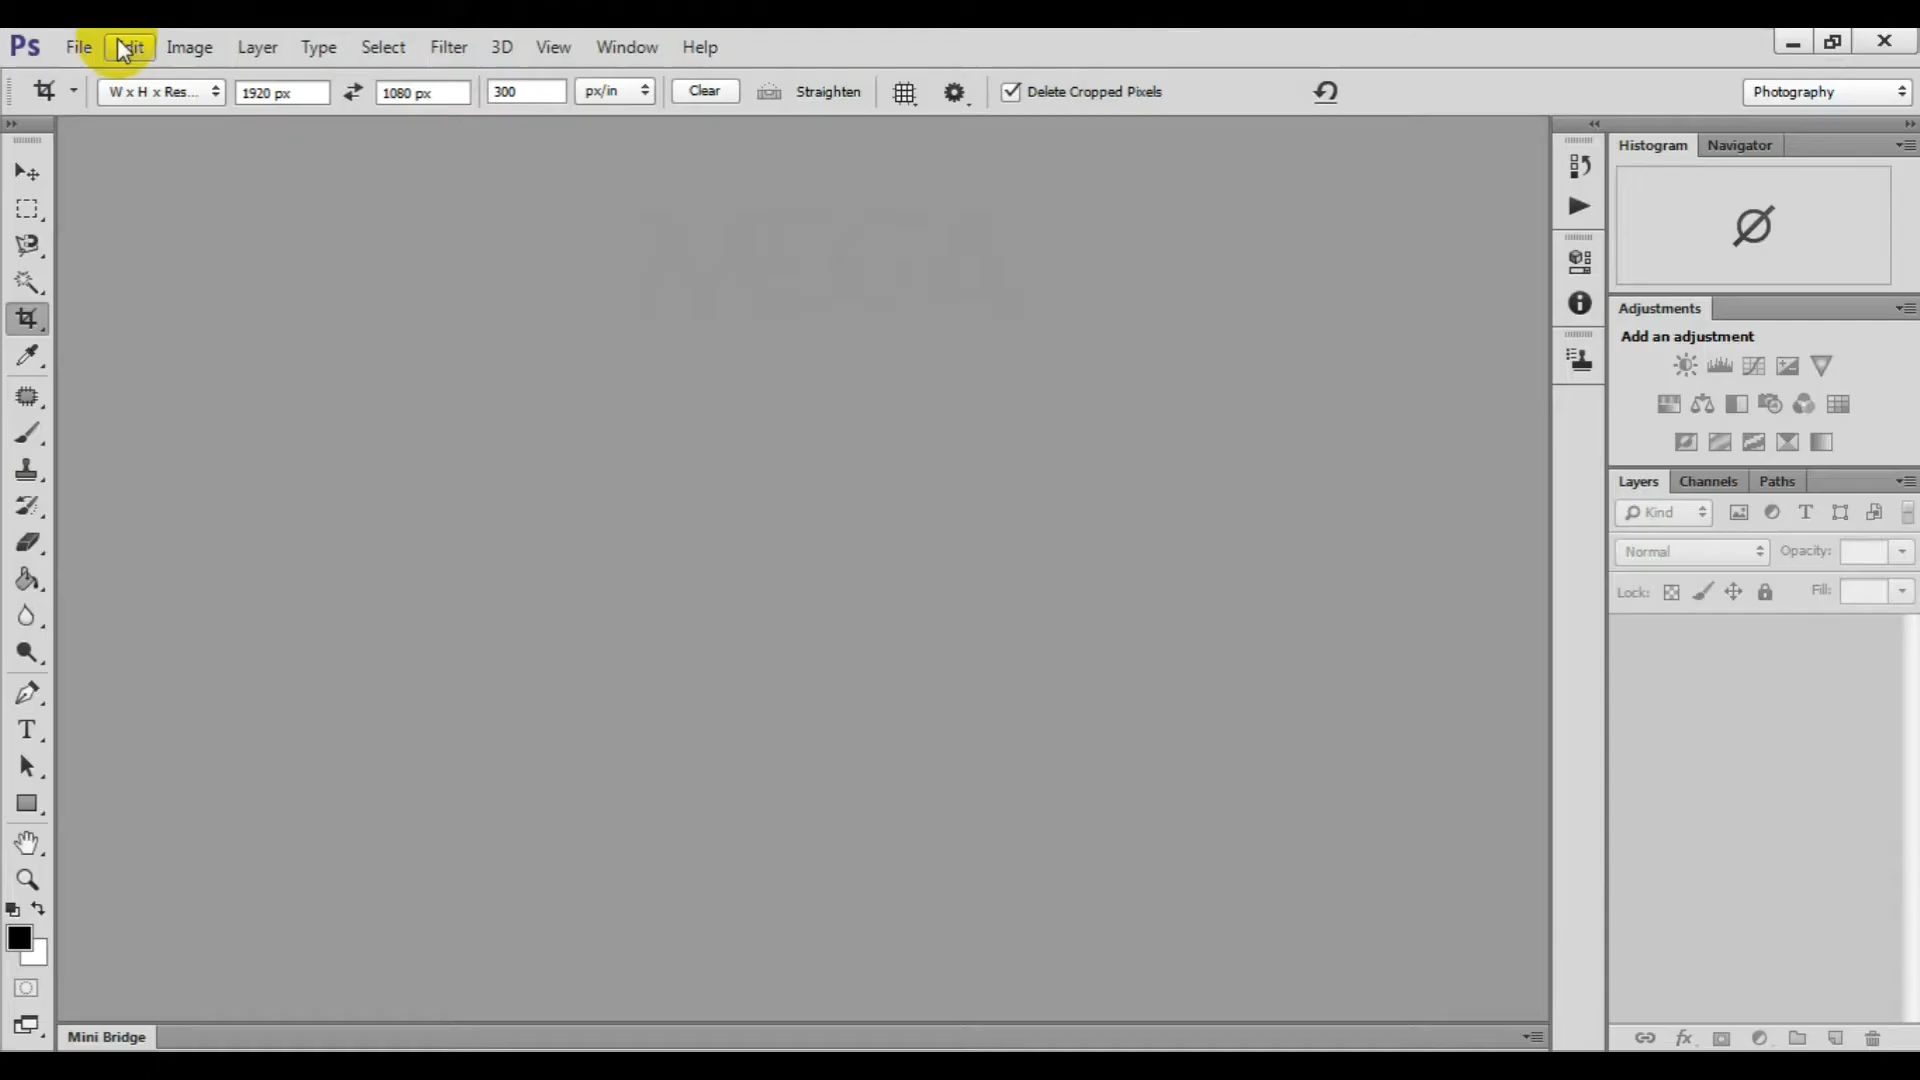 Ps File Edit Image Layer Type Select Filter 3D View Window Help
W x H x Res... 1920 px 1080 px 300 px/in Clear Straighten Delete Cropped Pixels Photography
Histogram Navigator
Adjustments
Add an adjustment
Layers Channels Paths
Kind T
Normal Opacity:
Lock: Fill:
fx
T
Mini Bridge